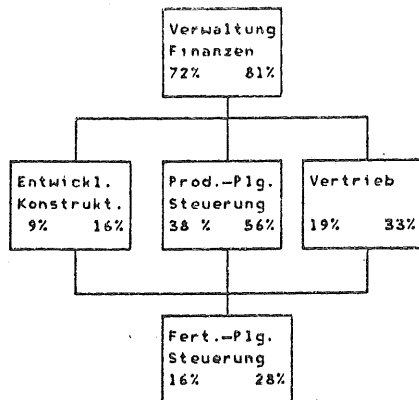 Verwaltung
Finanzen
72% 81%
Entwickl.
Konstrukt.
9% 16%
Prod.-Plg.
Steuerung
38 % 56%
Vertrieb
19% 33%
Fert.-Plg.
Steuerung
16% 28%